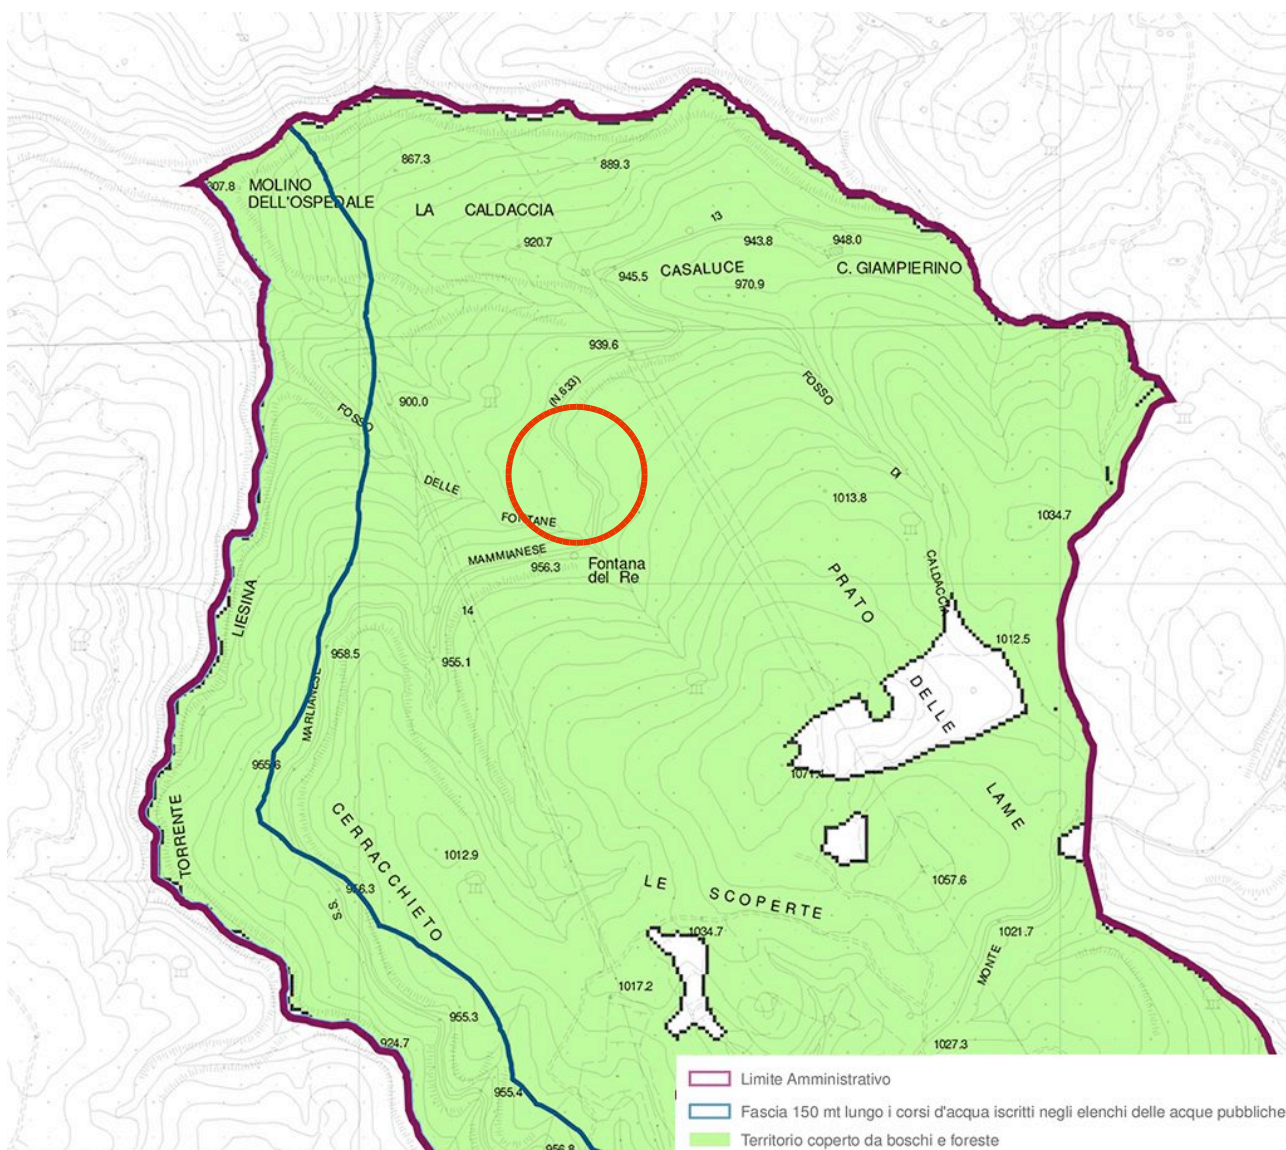 867.3
889.3
807.8
MOLINO
DELL'OSPEDALE
LA CALDACCIA
13
920.7
943.8
948.0
945.5
CASALUCE
C. GIAMPIERINO
970.9
939.6
(N.633)
FOSSO
900.0
FOSSO
DI
DELLE
1013.8
FONTANE
1034.7
MAMMIANESE
956.3
Fontana
del Re
CALDACCIA
PRATO
LIESINA
14
1012.5
958.5
955.1
DELLE
MARLIANESE
955.6
1071.4
LAME
TORRENTE
CERRACCHIETO
1012.9
LE SCOPERTE
1057.6
956.3
S.S.
1034.7
1021.7
MONTE
1017.2
955.3
924.7
1027.3
955.4
956.8
Limite Amministrativo
Fascia 150 mt lungo i corsi d'acqua iscritti negli elenchi delle acque pubbliche
Territorio coperto da boschi e foreste